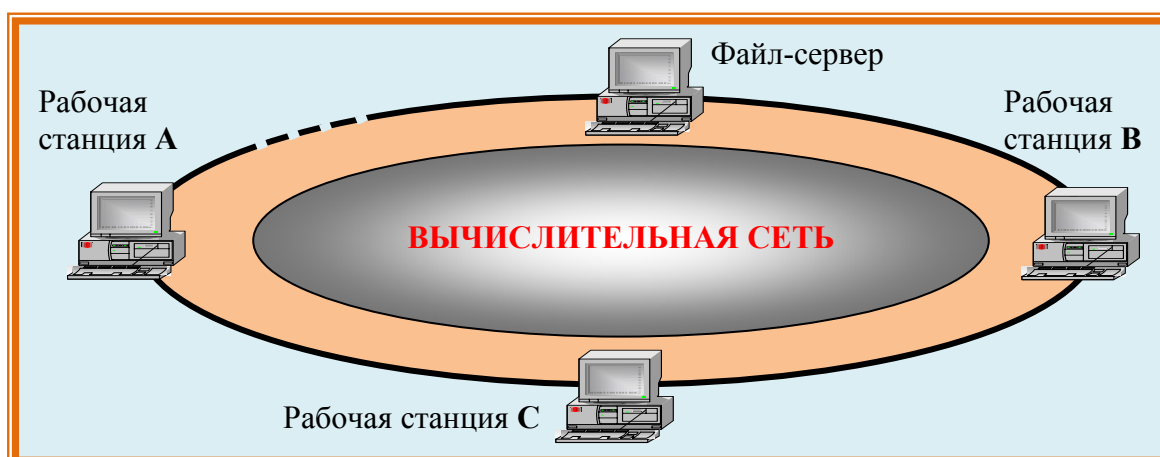 Файл-сервер
Рабочая
станция A
Рабочая
станция B
ВЫЧИСЛИТЕЛЬНАЯ СЕТЬ
Рабочая станция C